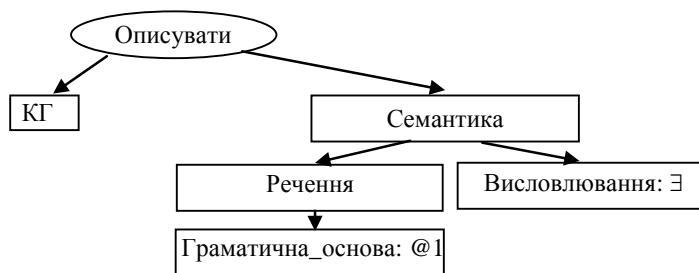 Описувати
КГ
Семантика
Речення
Висловлювання: ∃
Граматична_основа: @1